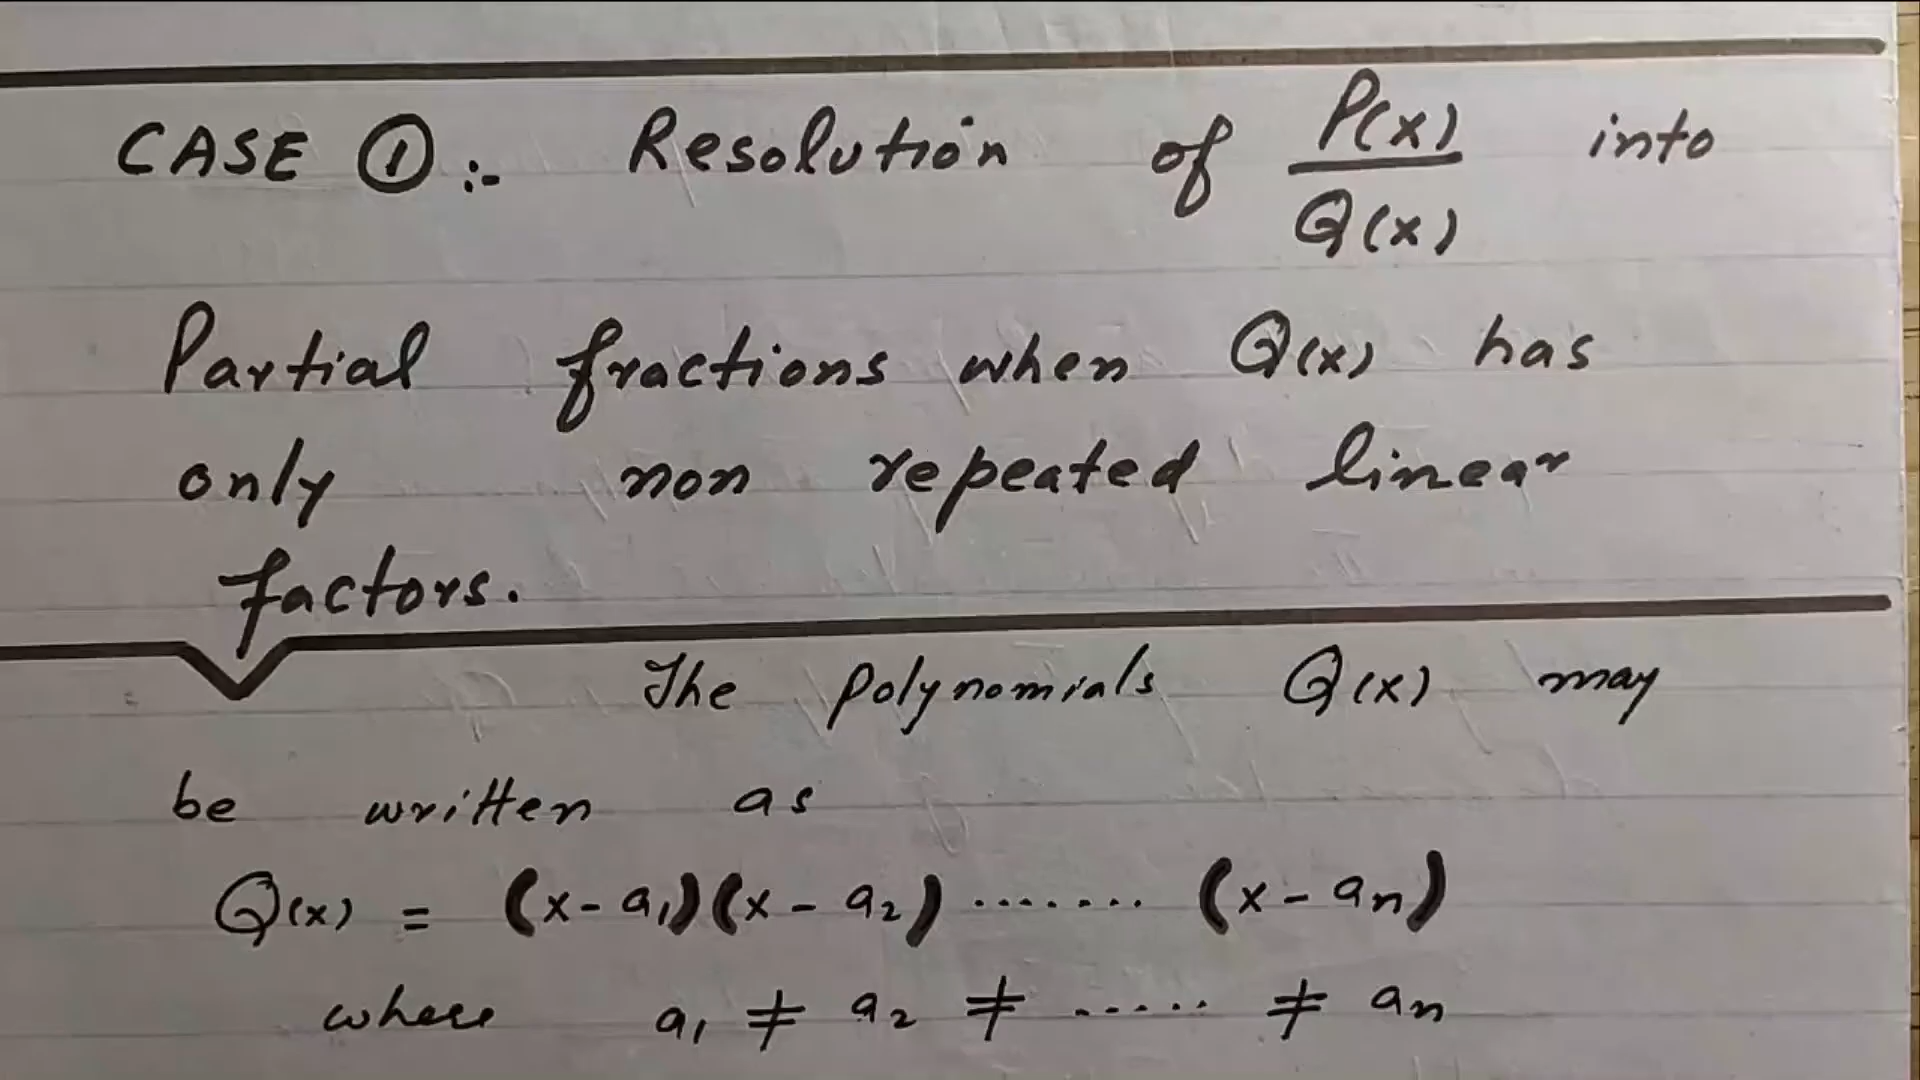 CASE ①:- Resolution of P(x)/Q(x) into
Partial fractions when Q(x) has
only non repeated linear
factors.
The polynomials Q(x) may
be written as
Q(x) = (x-a₁)(x-a₂) ........ (x-aₙ)
where a₁ ≠ a₂ ≠ ..... ≠ aₙ